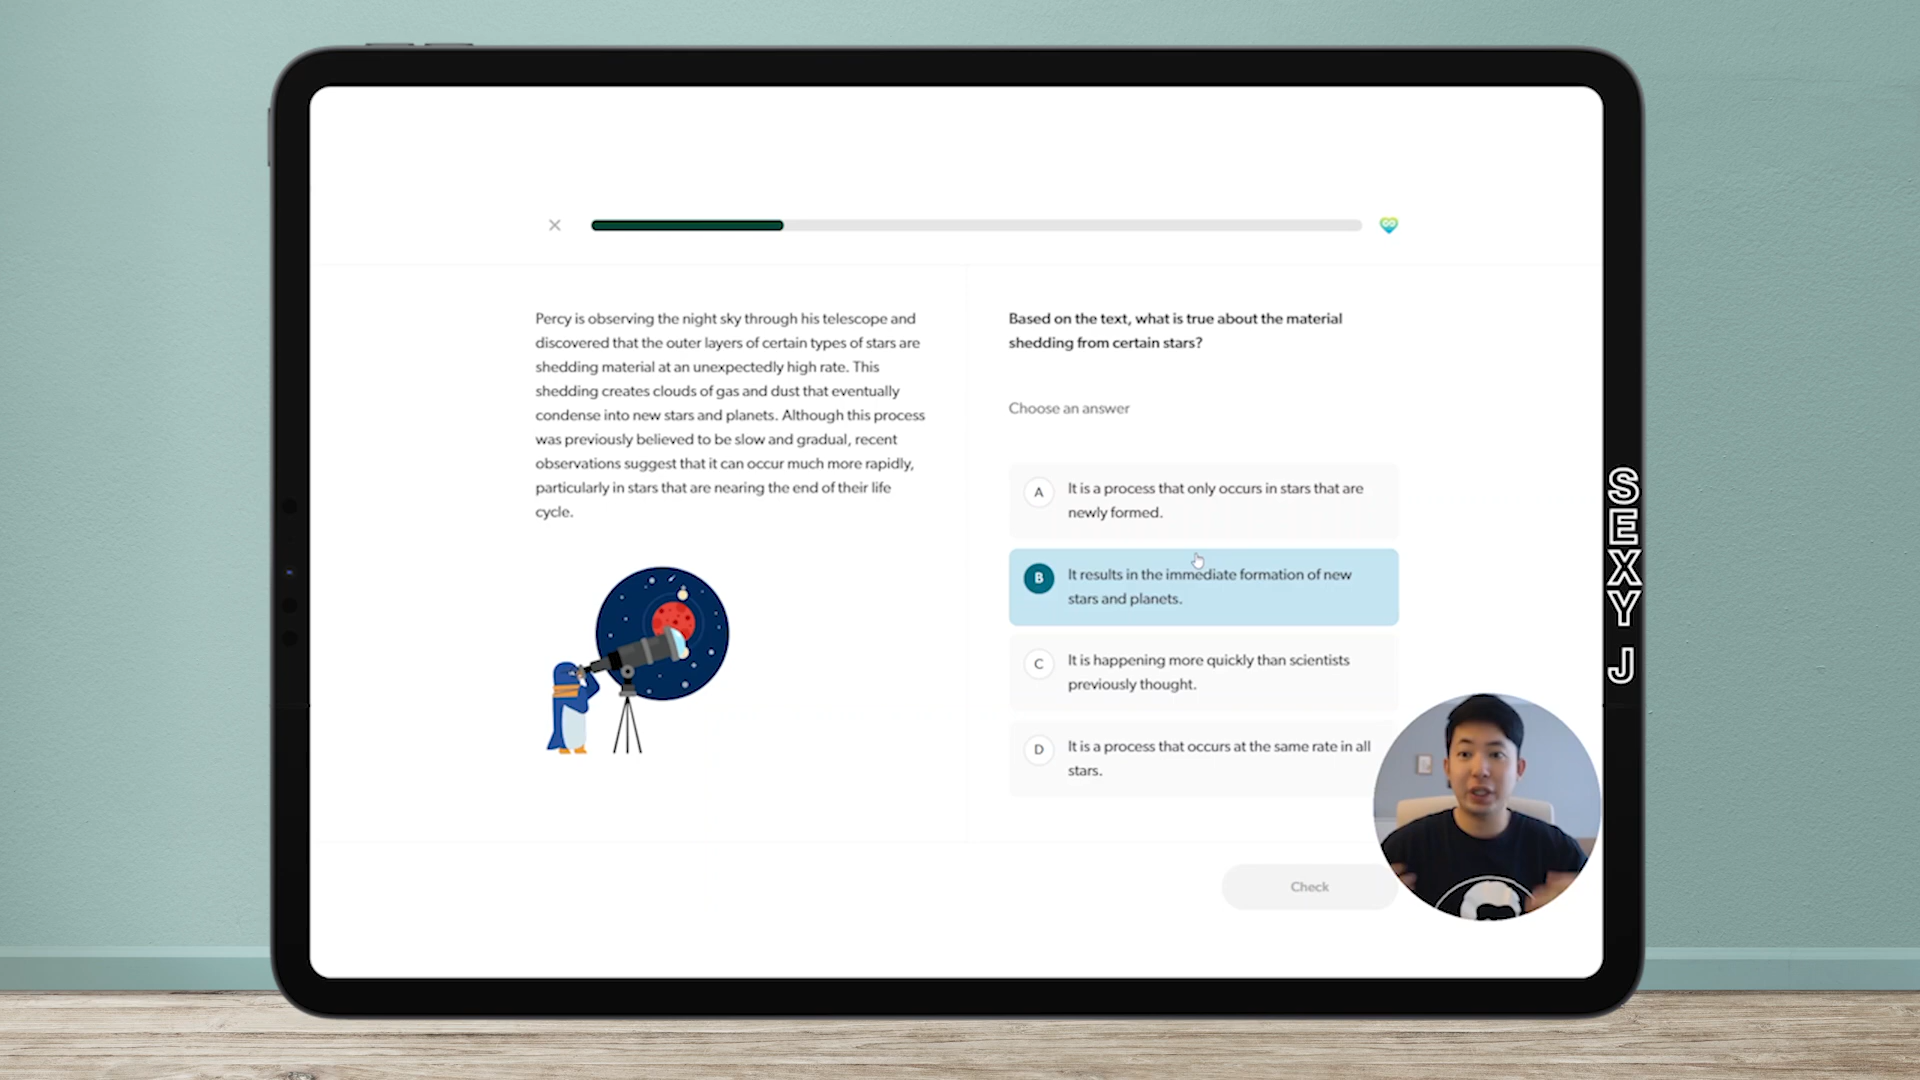 Percy is observing the night sky through his telescope and
discovered that the outer layers of certain types of stars are
shedding material at an unexpectedly high rate. This
shedding creates clouds of gas and dust that eventually
condense into new stars and planets. Although this process
was previously believed to be slow and gradual, recent
observations suggest that it can occur much more rapidly,
particularly in stars that are nearing the end of their life
cycle.
Based on the text, what is true about the material
shedding from certain stars?
Choose an answer
A
It is a process that only occurs in stars that are
newly formed.
B
It results in the immediate formation of new
stars and planets.
C
It is happening more quickly than scientists
previously thought.
D
It is a process that occurs at the same rate in all
stars.
Check
SEXY J